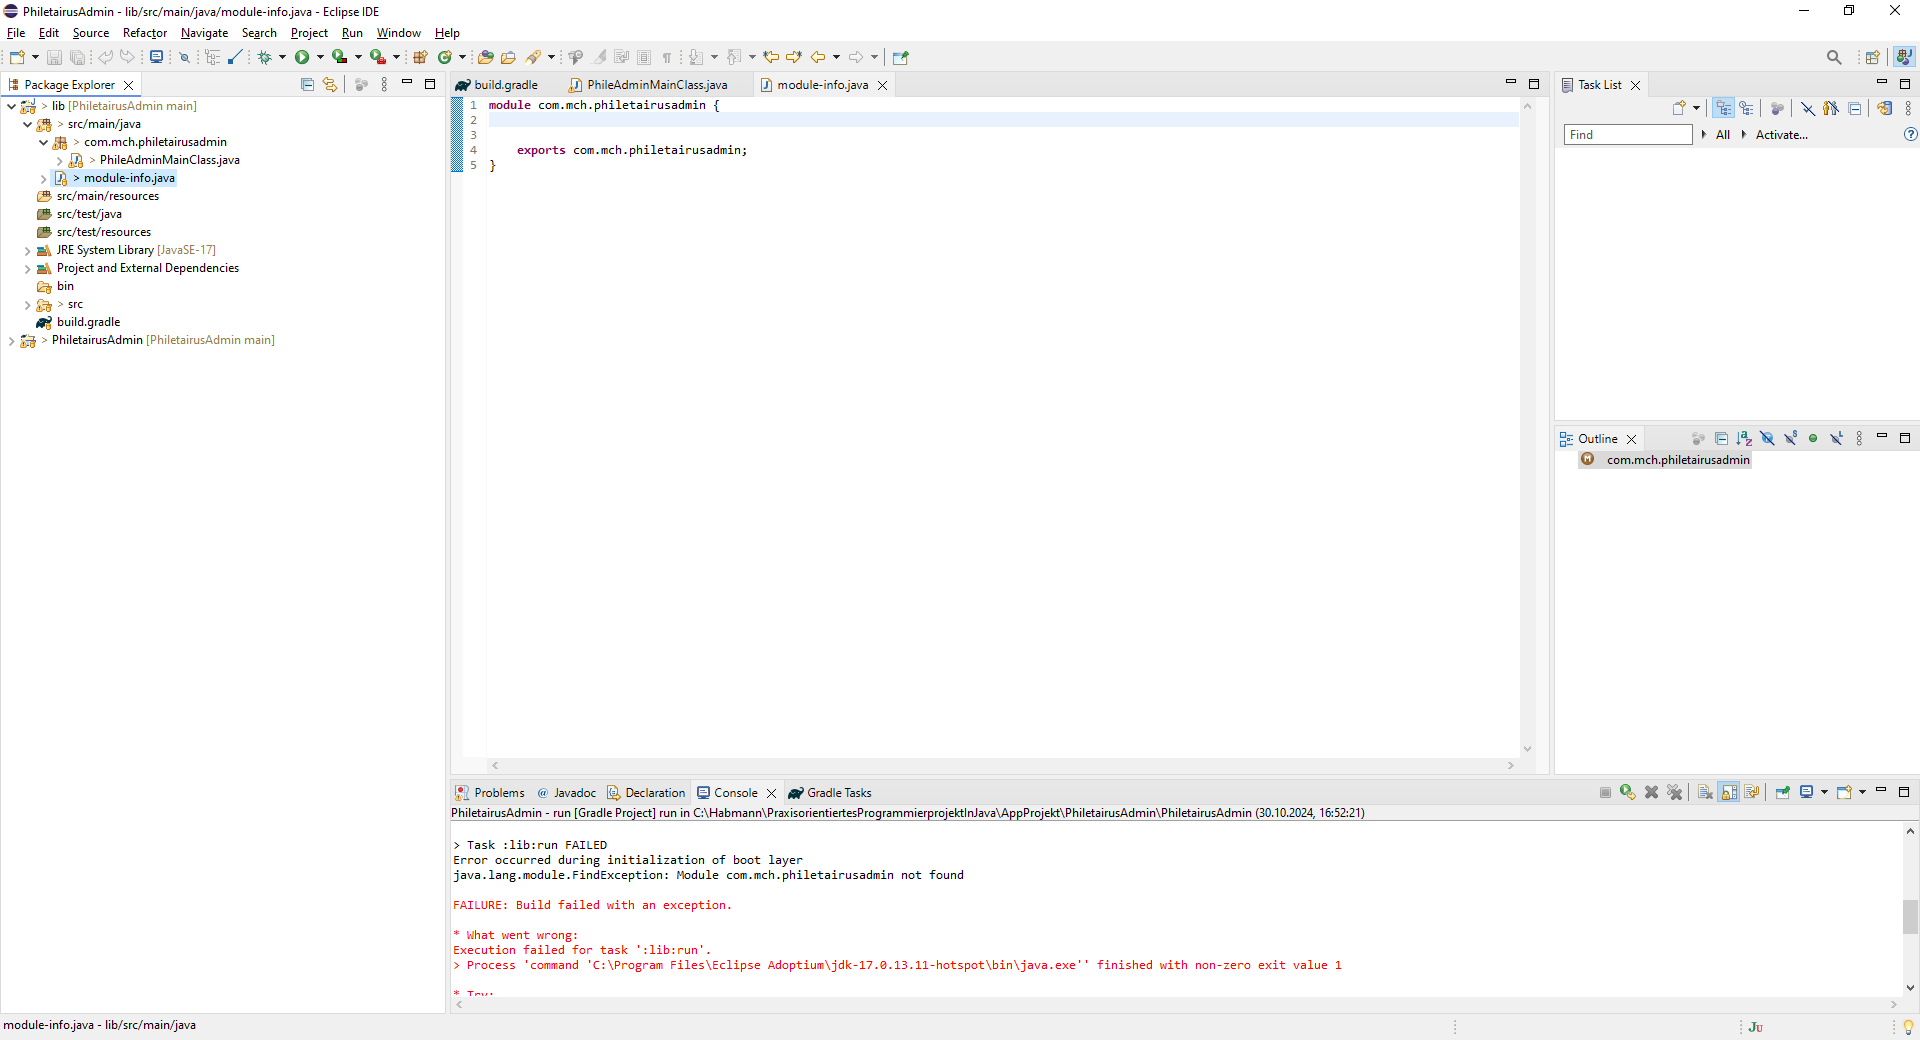 PhiletairusAdmin - lib/src/main/java/module-info.java - Eclipse IDE
File Edit Source Refactor Navigate Search Project Run Window Help
Package Explorer
> lib [PhiletairusAdmin main]
> src/main/java
> com.mch.philetairusadmin
> PhileAdminMainClass.java
> module-info.java
src/main/resources
src/test/java
src/test/resources
JRE System Library [JavaSE-17]
Project and External Dependencies
bin
> src
build.gradle
> PhiletairusAdmin [PhiletairusAdmin main]
build.gradle PhileAdminMainClass.java module-info.java
1 module com.mch.philetairusadmin {
2
3
4 exports com.mch.philetairusadmin;
5 }
Task List
Find All Activate...
Outline
com.mch.philetairusadmin
Problems @ Javadoc Declaration Console Gradle Tasks
PhiletairusAdmin - run [Gradle Project] run in C:\Habmann\PraxisorientiertesProgrammierprojektInJava\AppProjekt\PhiletairusAdmin\PhiletairusAdmin (30.10.2024, 16:52:21)
> Task :lib:run FAILED
Error occurred during initialization of boot layer
java.lang.module.FindException: Module com.mch.philetairusadmin not found
FAILURE: Build failed with an exception.
* What went wrong:
Execution failed for task ':lib:run'.
> Process 'command 'C:\Program Files\Eclipse Adoptium\jdk-17.0.13.11-hotspot\bin\java.exe'' finished with non-zero exit value 1
* Try:
module-info.java - lib/src/main/java